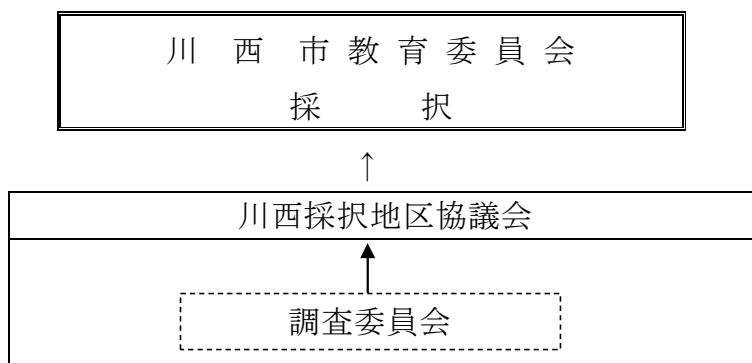 川 西 市 教 育 委 員 会
採 択
↑
川西採択地区協議会
調査委員会